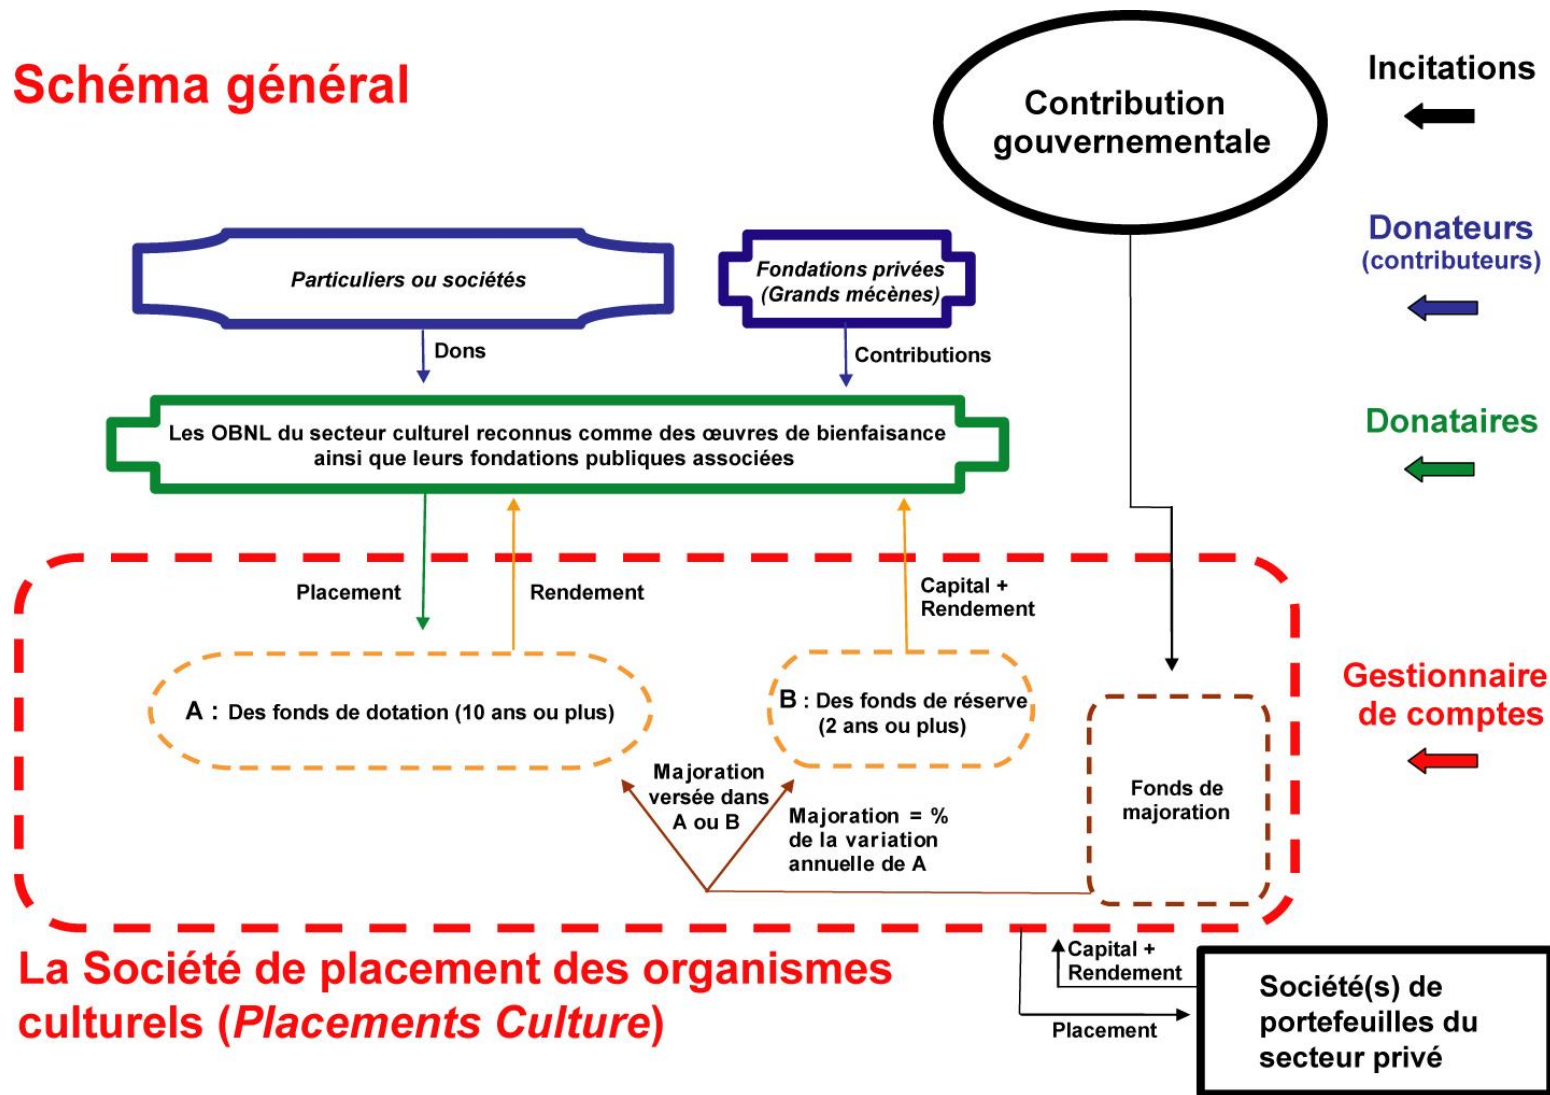 Schéma général
Contribution
gouvernementale
Incitations
Donateurs
(contributeurs)
Particuliers ou sociétés
Fondations privées
(Grands mécènes)
Dons
Contributions
Donataires
Les OBNL du secteur culturel reconnus comme des œuvres de bienfaisance
ainsi que leurs fondations publiques associées
Placement
Rendement
Capital +
Rendement
Gestionnaire
de comptes
A : Des fonds de dotation (10 ans ou plus)
B : Des fonds de réserve
(2 ans ou plus)
Majoration
versée dans
A ou B
Majoration = %
de la variation
annuelle de A
Fonds de
majoration
La Société de placement des organismes
culturels (Placements Culture)
Capital +
Rendement
Placement
Société(s) de
portefeuilles du
secteur privé